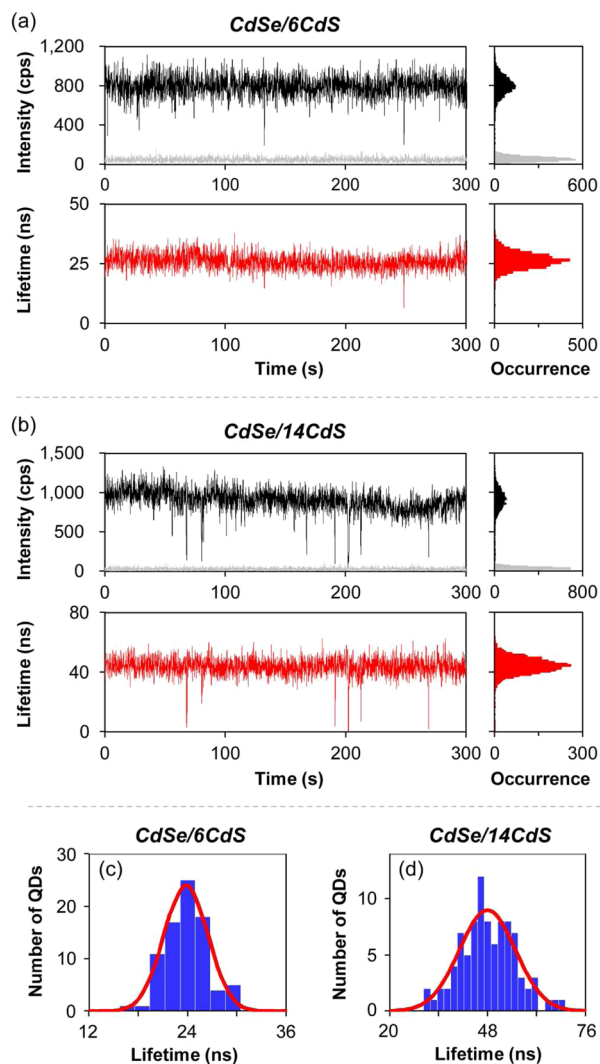 (a)
CdSe/6CdS
Intensity (cps)
1,200
800
400
0
0 100 200 300
0 600
Lifetime (ns)
50
25
0
0 100 200 300
0 500
Time (s)
Occurrence
(b)
CdSe/14CdS
Intensity (cps)
1,500
1,000
500
0
0 100 200 300
0 800
Lifetime (ns)
80
40
0
0 100 200 300
0 300
Time (s)
Occurrence
CdSe/6CdS
(c)
Number of QDs
30
20
10
0
12 24 36
Lifetime (ns)
CdSe/14CdS
(d)
Number of QDs
10
5
0
20 48 76
Lifetime (ns)